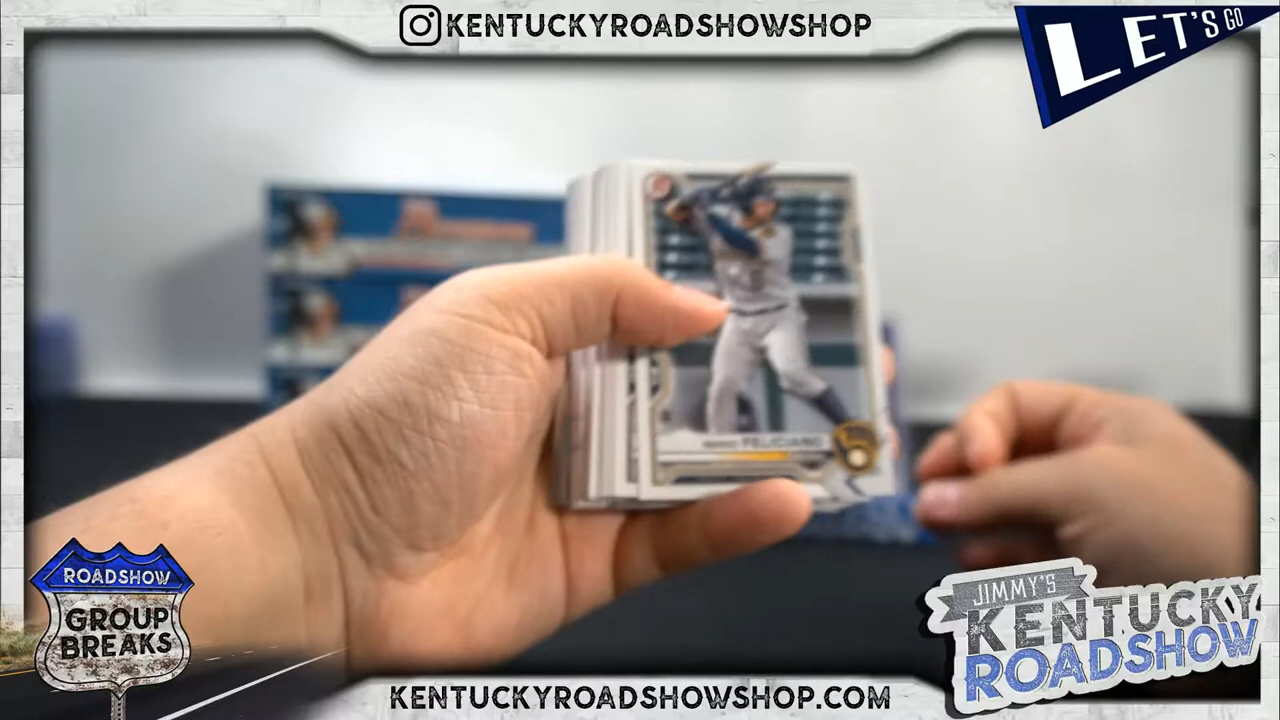 KENTUCKYROADSHOWSHOP
LET'S GO
FELICIANO
ROADSHOW
GROUP
BREAKS
JIMMY'S
KENTUCKY
ROADSHOW
KENTUCKYROADSHOWSHOP.COM